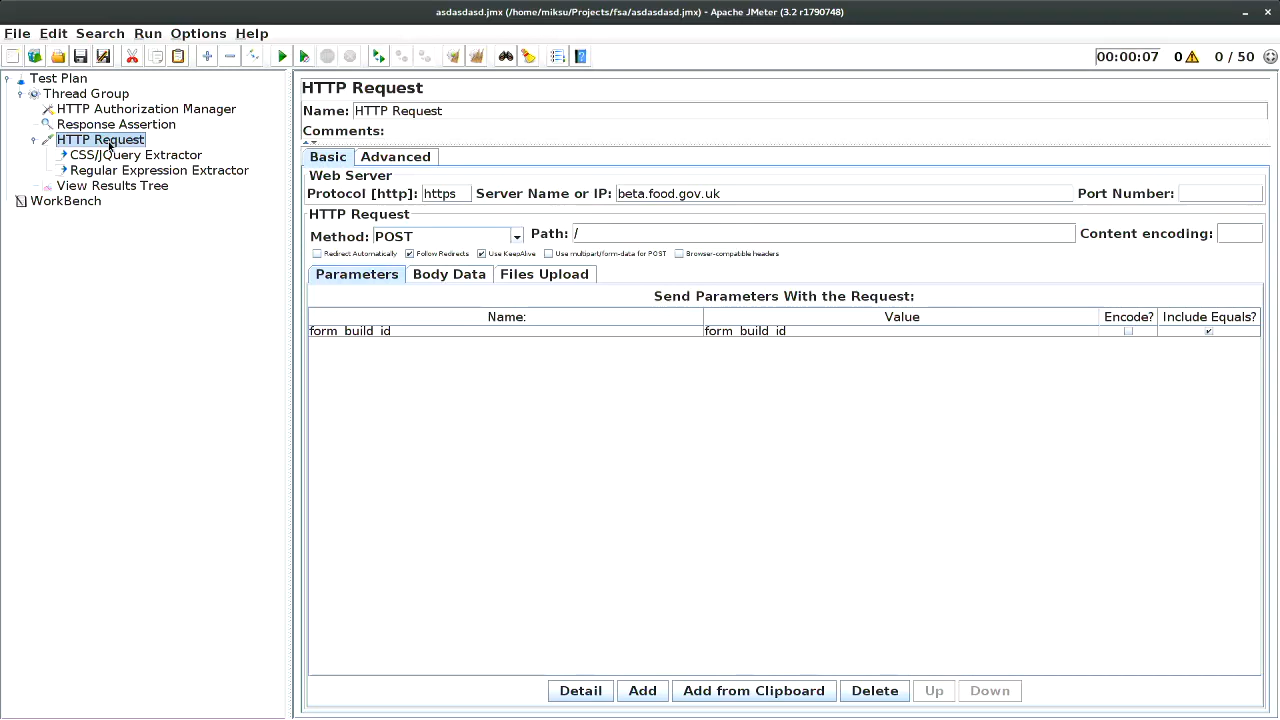 asdasdasd.jmx (/home/miksu/Projects/fsa/asdasdasd.jmx) - Apache JMeter (3.2 r1790748)
File Edit Search Run Options Help
00:00:07 0 0 / 50
Test Plan
Thread Group
HTTP Authorization Manager
Response Assertion
HTTP Request
CSS/JQuery Extractor
Regular Expression Extractor
View Results Tree
WorkBench
HTTP Request
Name: HTTP Request
Comments:
Basic Advanced
Web Server
Protocol [http]: https Server Name or IP: beta.food.gov.uk Port Number:
HTTP Request
Method: POST Path: / Content encoding:
Redirect Automatically Follow Redirects Use KeepAlive Use multipart/form-data for POST Browser-compatible headers
Parameters Body Data Files Upload
Send Parameters With the Request:
Name: Value Encode? Include Equals?
form_build_id form_build_id
Detail Add Add from Clipboard Delete Up Down